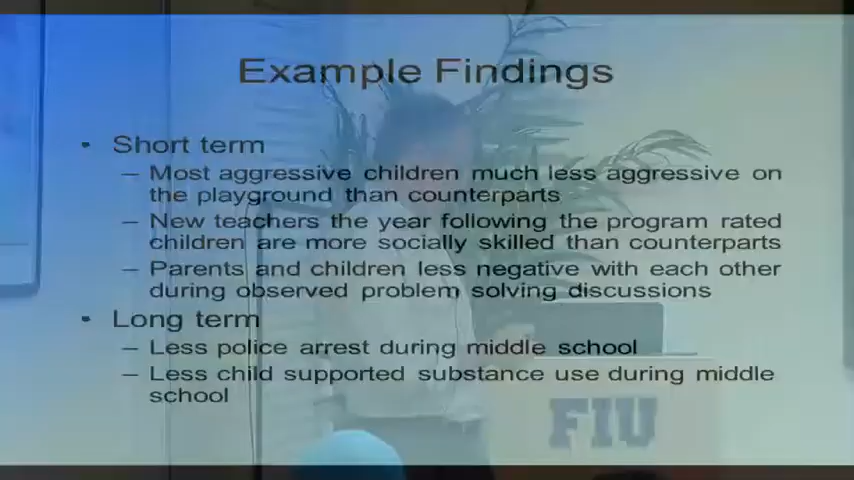 Example Findings
• Short term
– Most aggressive children much less aggressive on
the playground than counterparts
– New teachers the year following the program rated
children are more socially skilled than counterparts
– Parents and children less negative with each other
during observed problem solving discussions
• Long term
– Less police arrest during middle school
– Less child supported substance use during middle
school
FIU